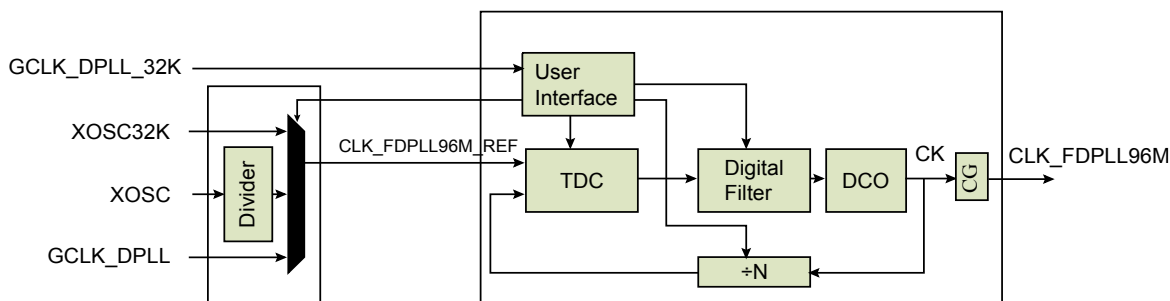 GCLK_DPLL_32K
User
Interface
XOSC32K
CLK_FDPLL96M_REF
CK
CLK_FDPLL96M
Divider
TDC
Digital
Filter
DCO
CG
XOSC
GCLK_DPLL
÷N